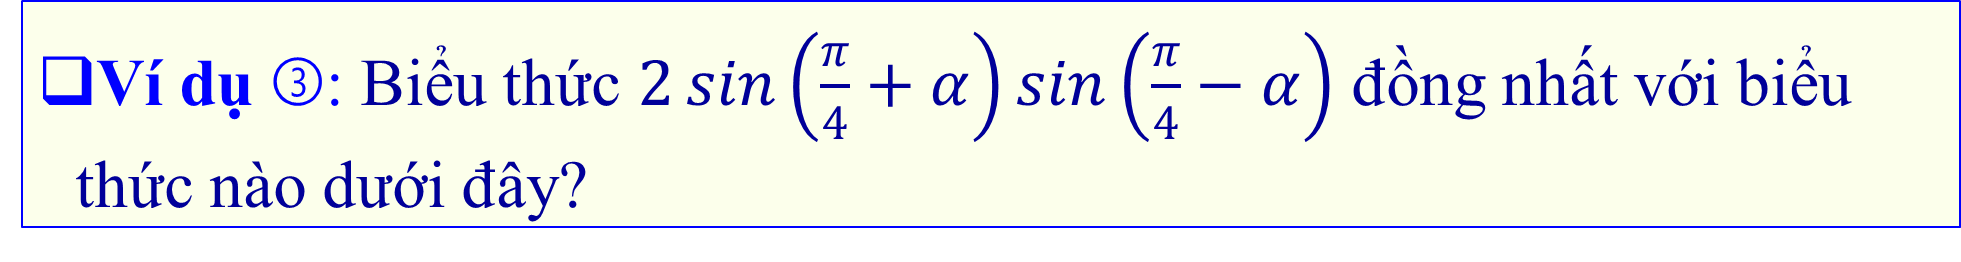 ❑Ví dụ ③: Biểu thức 2 sin(π/4 + α) sin(π/4 − α) đồng nhất với biểu
thức nào dưới đây?